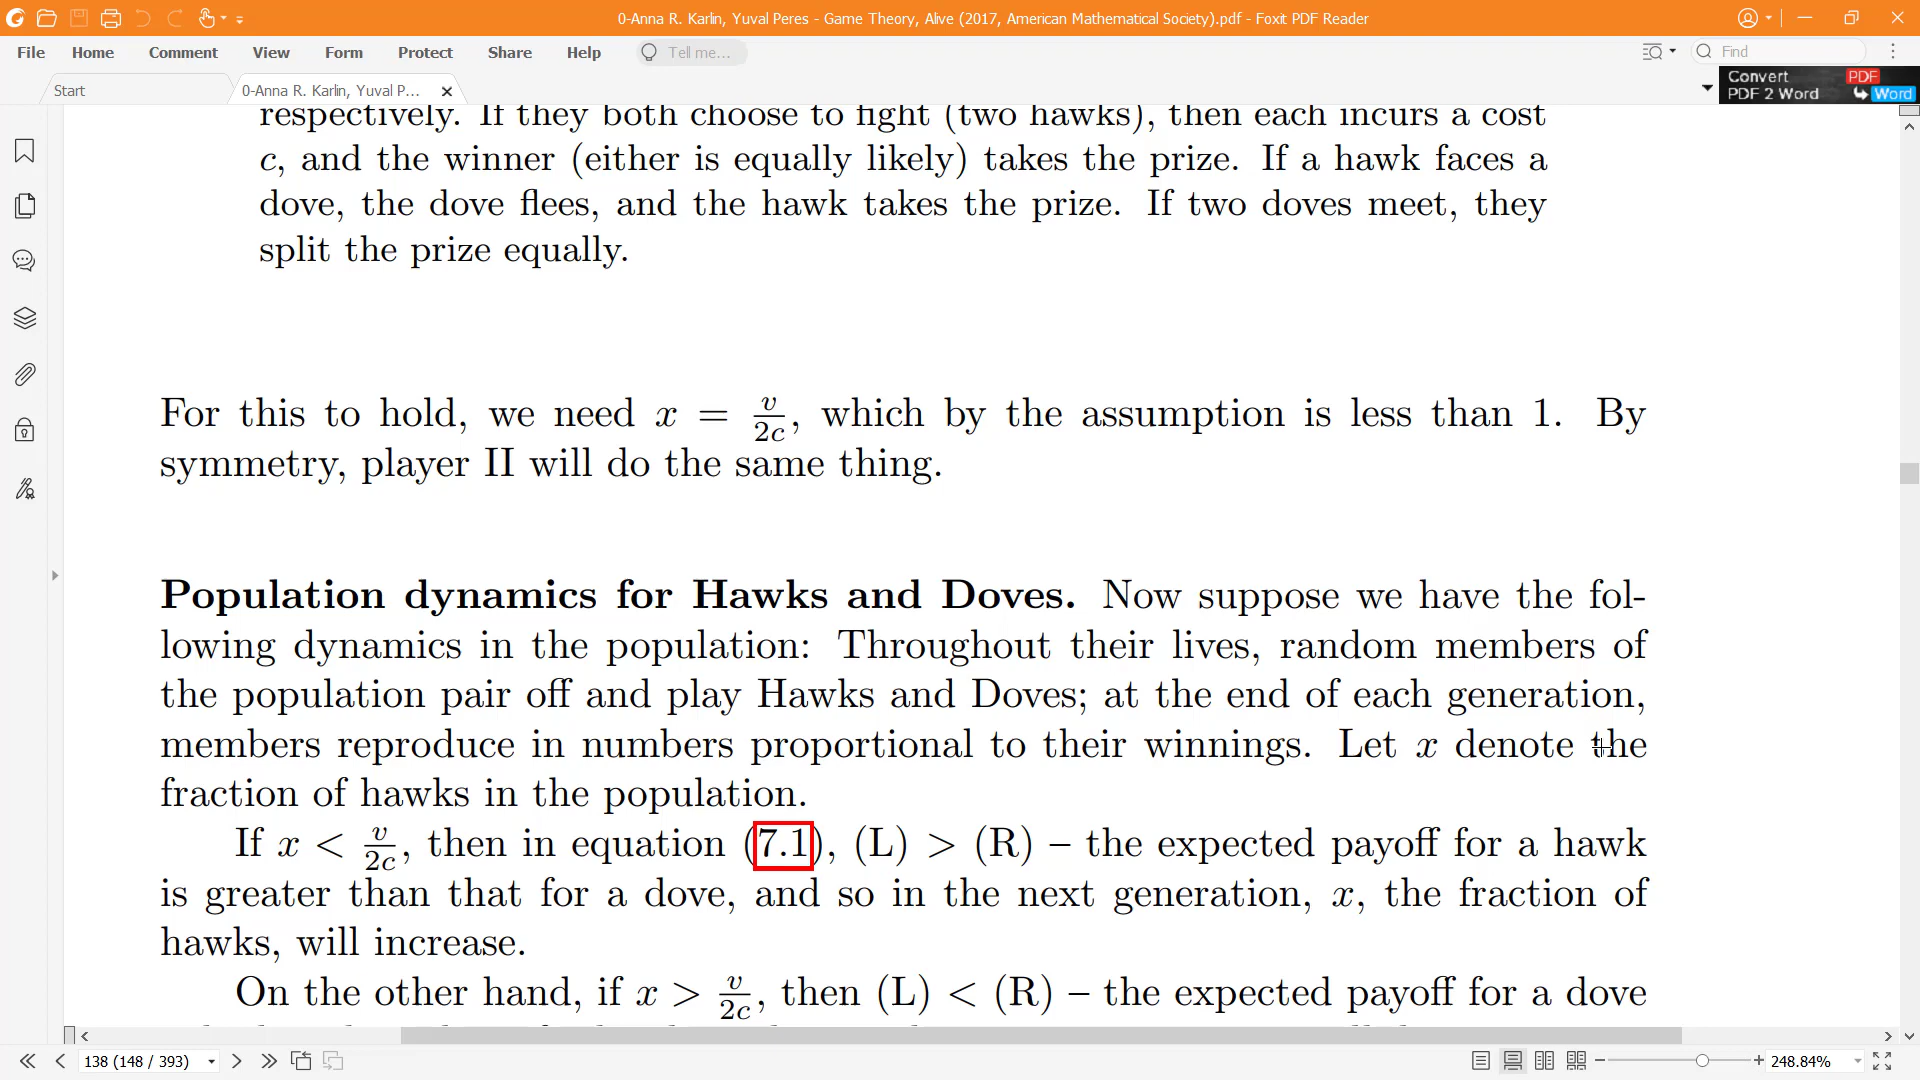 0-Anna R. Karlin, Yuval Peres - Game Theory, Alive (2017, American Mathematical Society).pdf - Foxit PDF Reader
File Home Comment View Form Protect Share Help Tell me... Find
Start 0-Anna R. Karlin, Yuval P... Convert PDF 2 Word PDF Word
respectively. If they both choose to fight (two hawks), then each incurs a cost
c, and the winner (either is equally likely) takes the prize. If a hawk faces a
dove, the dove flees, and the hawk takes the prize. If two doves meet, they
split the prize equally.
For this to hold, we need x = v/2c, which by the assumption is less than 1. By
symmetry, player II will do the same thing.
Population dynamics for Hawks and Doves. Now suppose we have the fol-
lowing dynamics in the population: Throughout their lives, random members of
the population pair off and play Hawks and Doves; at the end of each generation,
members reproduce in numbers proportional to their winnings. Let x denote the
fraction of hawks in the population.
If x < v/2c, then in equation (7.1), (L) > (R) – the expected payoff for a hawk
is greater than that for a dove, and so in the next generation, x, the fraction of
hawks, will increase.
On the other hand, if x > v/2c, then (L) < (R) – the expected payoff for a dove
138 (148 / 393) 248.84%